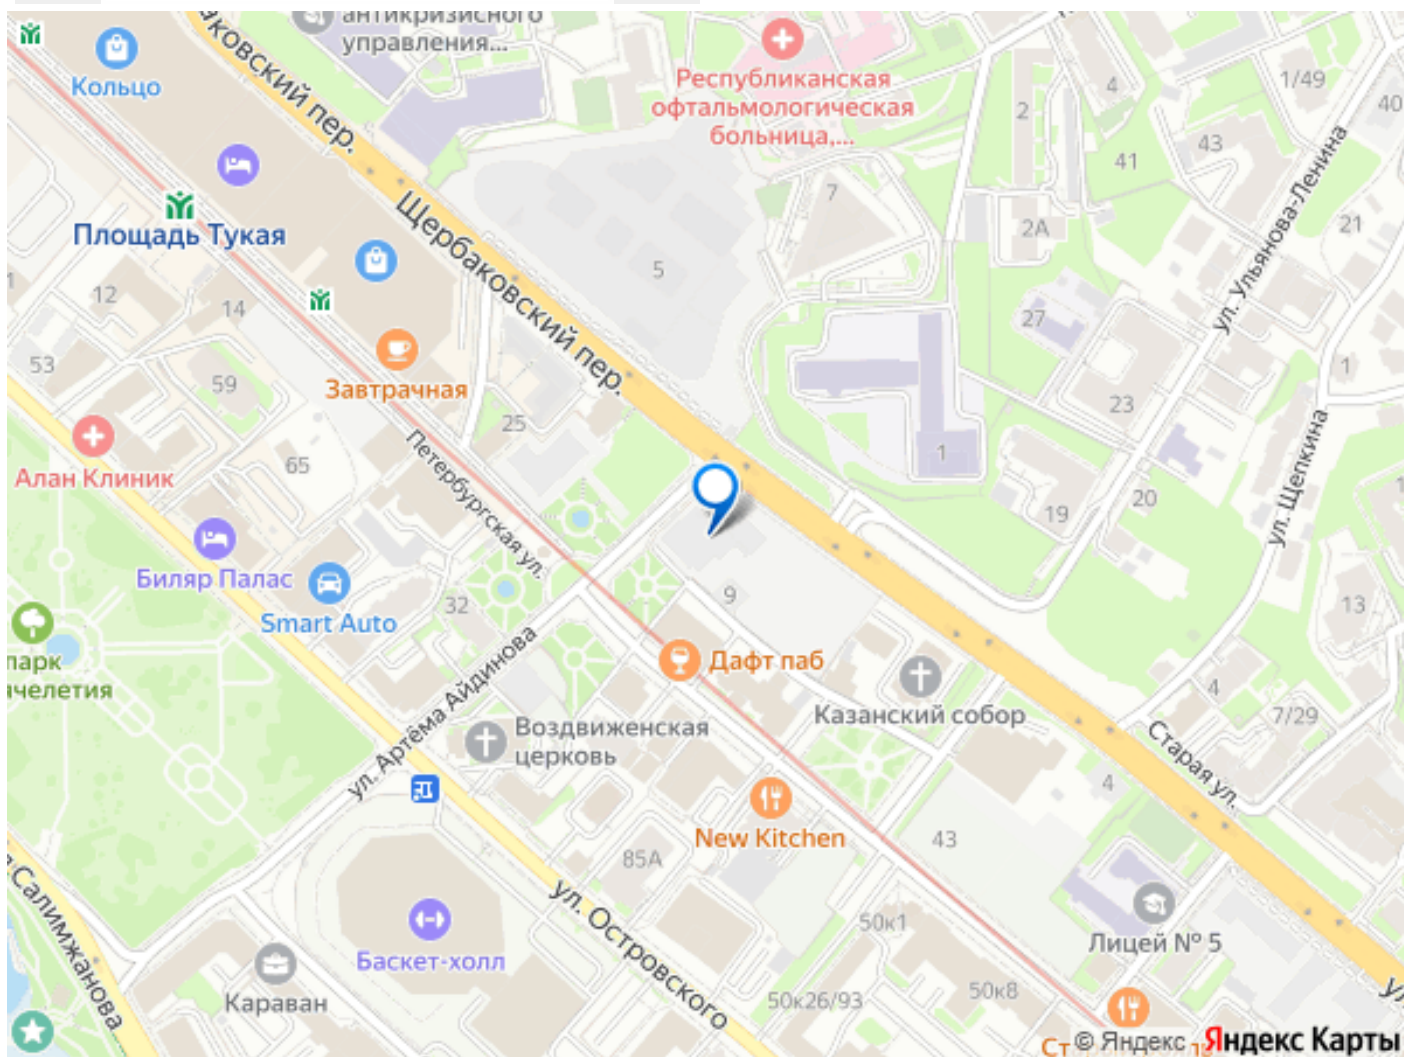 антикризисного
управления...
Кольцо
Республиканская
офтальмологическая
больница,...
4
1/49
40
2
43
41
7
2А
21
ул. Ульянова-Ленина
Щербаковский пер.
Площадь Тукая
5
12
14
27
53
59
Завтрачная
1
23
25
Алан Клиник
65
Петербургская ул.
1
20
19
ул. Щепкина
Биляр Палас
Smart Auto
32
9
13
парк
Дафт паб
ул. Артёма Айдинова
Казанский собор
4
7/29
Воздвиженская
церковь
Старая ул.
4
New Kitchen
43
85А
ул. Островского
50к1
Лицей № 5
Баскет-холл
Караван
50к26/93
50к8
Салимжанова
© Яндекс Яндекс Карты